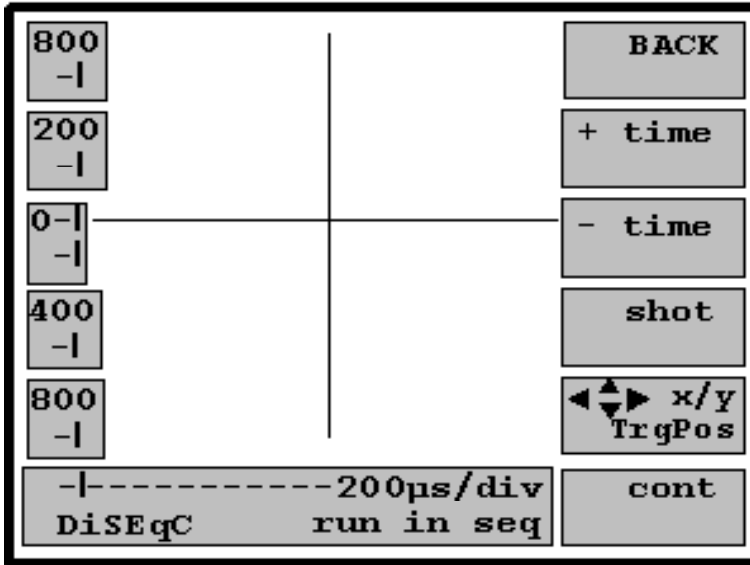 800
200
0
400
800
BACK
+ time
- time
shot
x/y
TrgPos
cont
200µs/div
DiSEqC run in seq